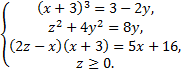 (x + 3)³ = 3 − 2y,
z² + 4y² = 8y,
(2z − x)(x + 3) = 5x + 16,
z ≥ 0.